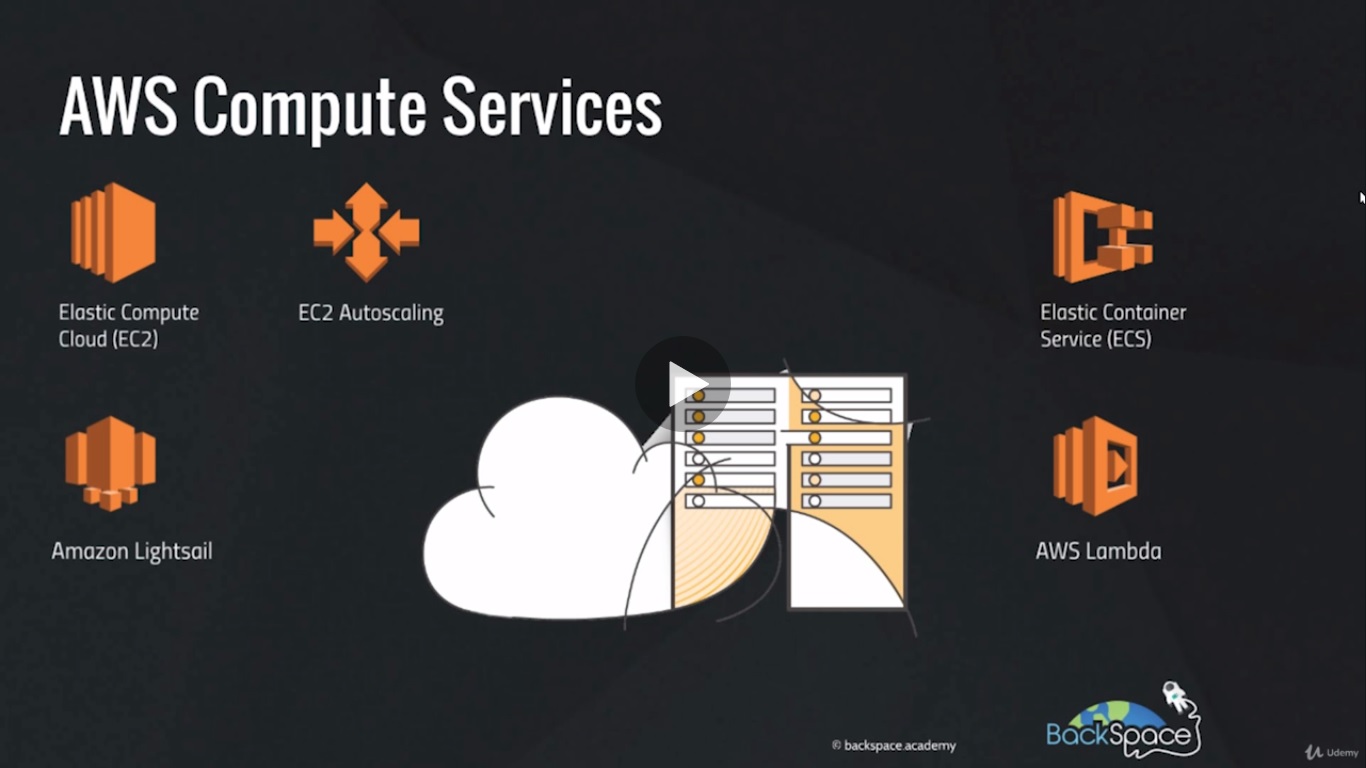 AWS Compute Services
Elastic Compute
Cloud (EC2)
EC2 Autoscaling
Elastic Container
Service (ECS)
Amazon Lightsail
AWS Lambda
© backspace.academy
BackSpace
Udemy